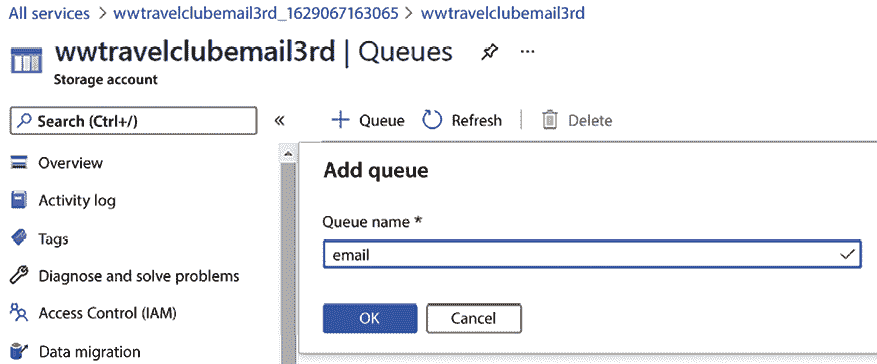 All services > wwtravelclubemail3rd_1629067163065 > wwtravelclubemail3rd
wwtravelclubemail3rd | Queues ...
Storage account
Search (Ctrl+/) «
+ Queue Refresh Delete
Overview
Activity log
Tags
Diagnose and solve problems
Access Control (IAM)
Data migration
Add queue
Queue name *
email
OK Cancel